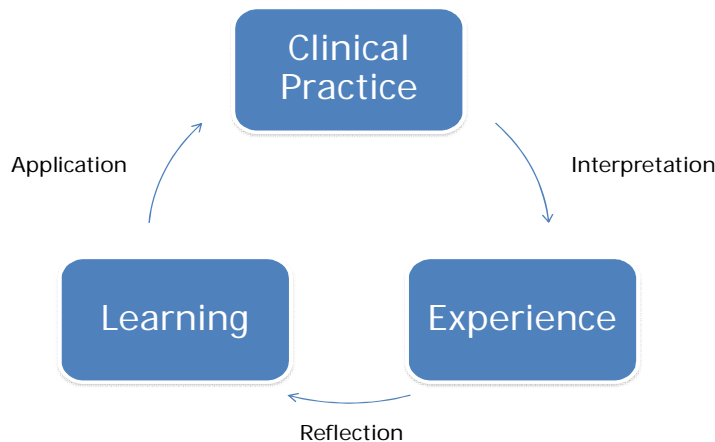 Clinical
Practice
Application
Interpretation
Learning
Experience
Reflection